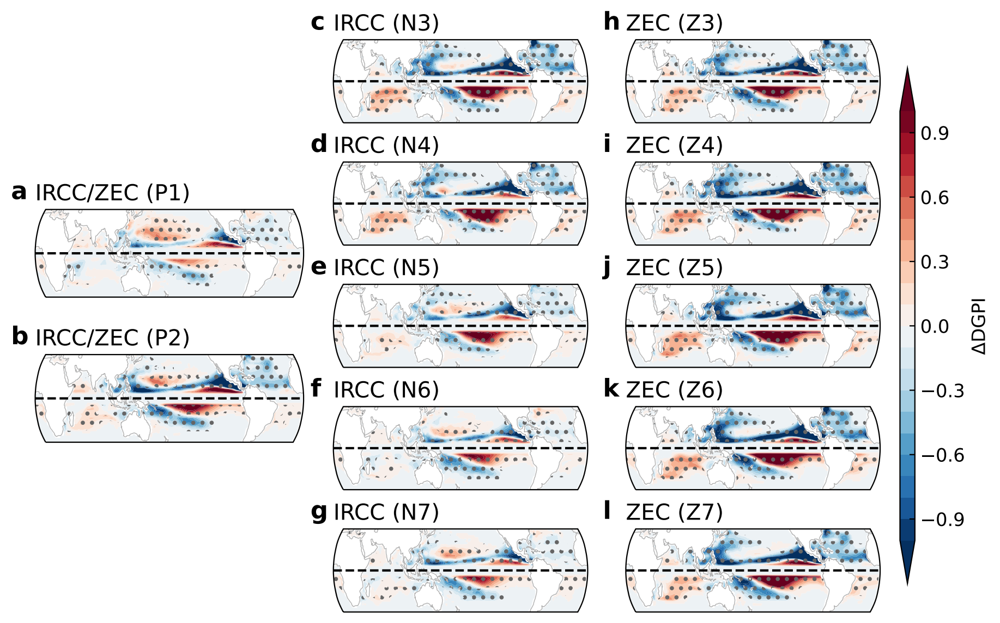 a IRCC/ZEC (P1)
b IRCC/ZEC (P2)
c IRCC (N3)
d IRCC (N4)
e IRCC (N5)
f IRCC (N6)
g IRCC (N7)
h ZEC (Z3)
i ZEC (Z4)
j ZEC (Z5)
k ZEC (Z6)
l ZEC (Z7)
0.9
0.6
0.3
0.0
−0.3
−0.6
−0.9
ΔDGPI